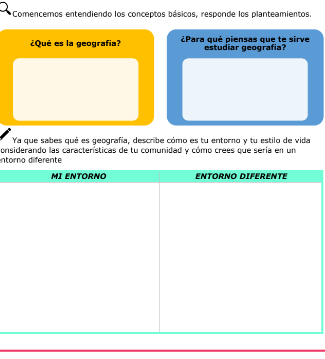 Comencemos entendiendo los conceptos básicos, responde los planteamientos.
¿Qué es la geografía?
¿Para qué piensas que te sirve
estudiar geografía?
Ya que sabes qué es geografía, describe cómo es tu entorno y tu estilo de vida
onsiderando las características de tu comunidad y cómo crees que sería en un
entorno diferente
MI ENTORNO
ENTORNO DIFERENTE